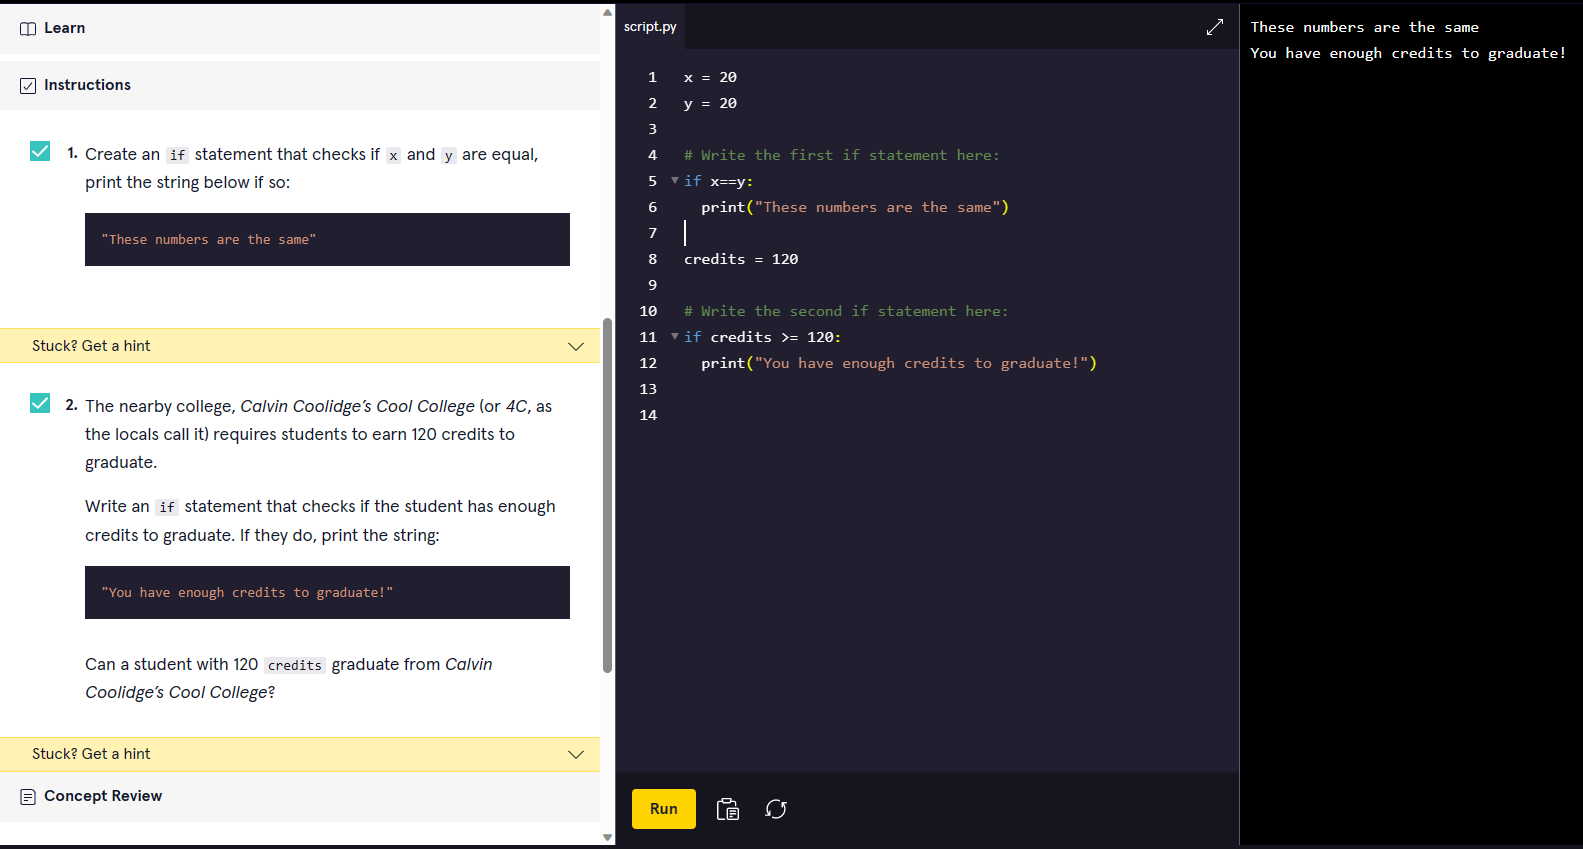 Learn
Instructions
1. Create an if statement that checks if x and y are equal,
print the string below if so:
"These numbers are the same"
Stuck? Get a hint
2. The nearby college, Calvin Coolidge’s Cool College (or 4C, as
the locals call it) requires students to earn 120 credits to
graduate.
Write an if statement that checks if the student has enough
credits to graduate. If they do, print the string:
"You have enough credits to graduate!"
Can a student with 120 credits graduate from Calvin
Coolidge’s Cool College?
Stuck? Get a hint
Concept Review
script.py
1 x = 20
2 y = 20
3
4 # Write the first if statement here:
5 if x==y:
6   print("These numbers are the same")
7
8 credits = 120
9
10 # Write the second if statement here:
11 if credits >= 120:
12   print("You have enough credits to graduate!")
13
14
Run
These numbers are the same
You have enough credits to graduate!